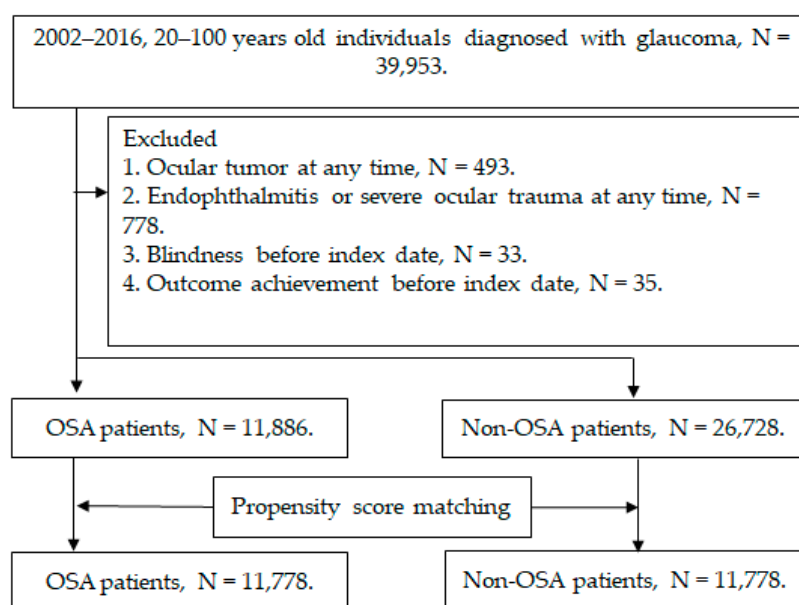 2002–2016, 20–100 years old individuals diagnosed with glaucoma, N =
39,953.
Excluded
1. Ocular tumor at any time, N = 493.
2. Endophthalmitis or severe ocular trauma at any time, N =
778.
3. Blindness before index date, N = 33.
4. Outcome achievement before index date, N = 35.
OSA patients, N = 11,886.
Non-OSA patients, N = 26,728.
Propensity score matching
OSA patients, N = 11,778.
Non-OSA patients, N = 11,778.